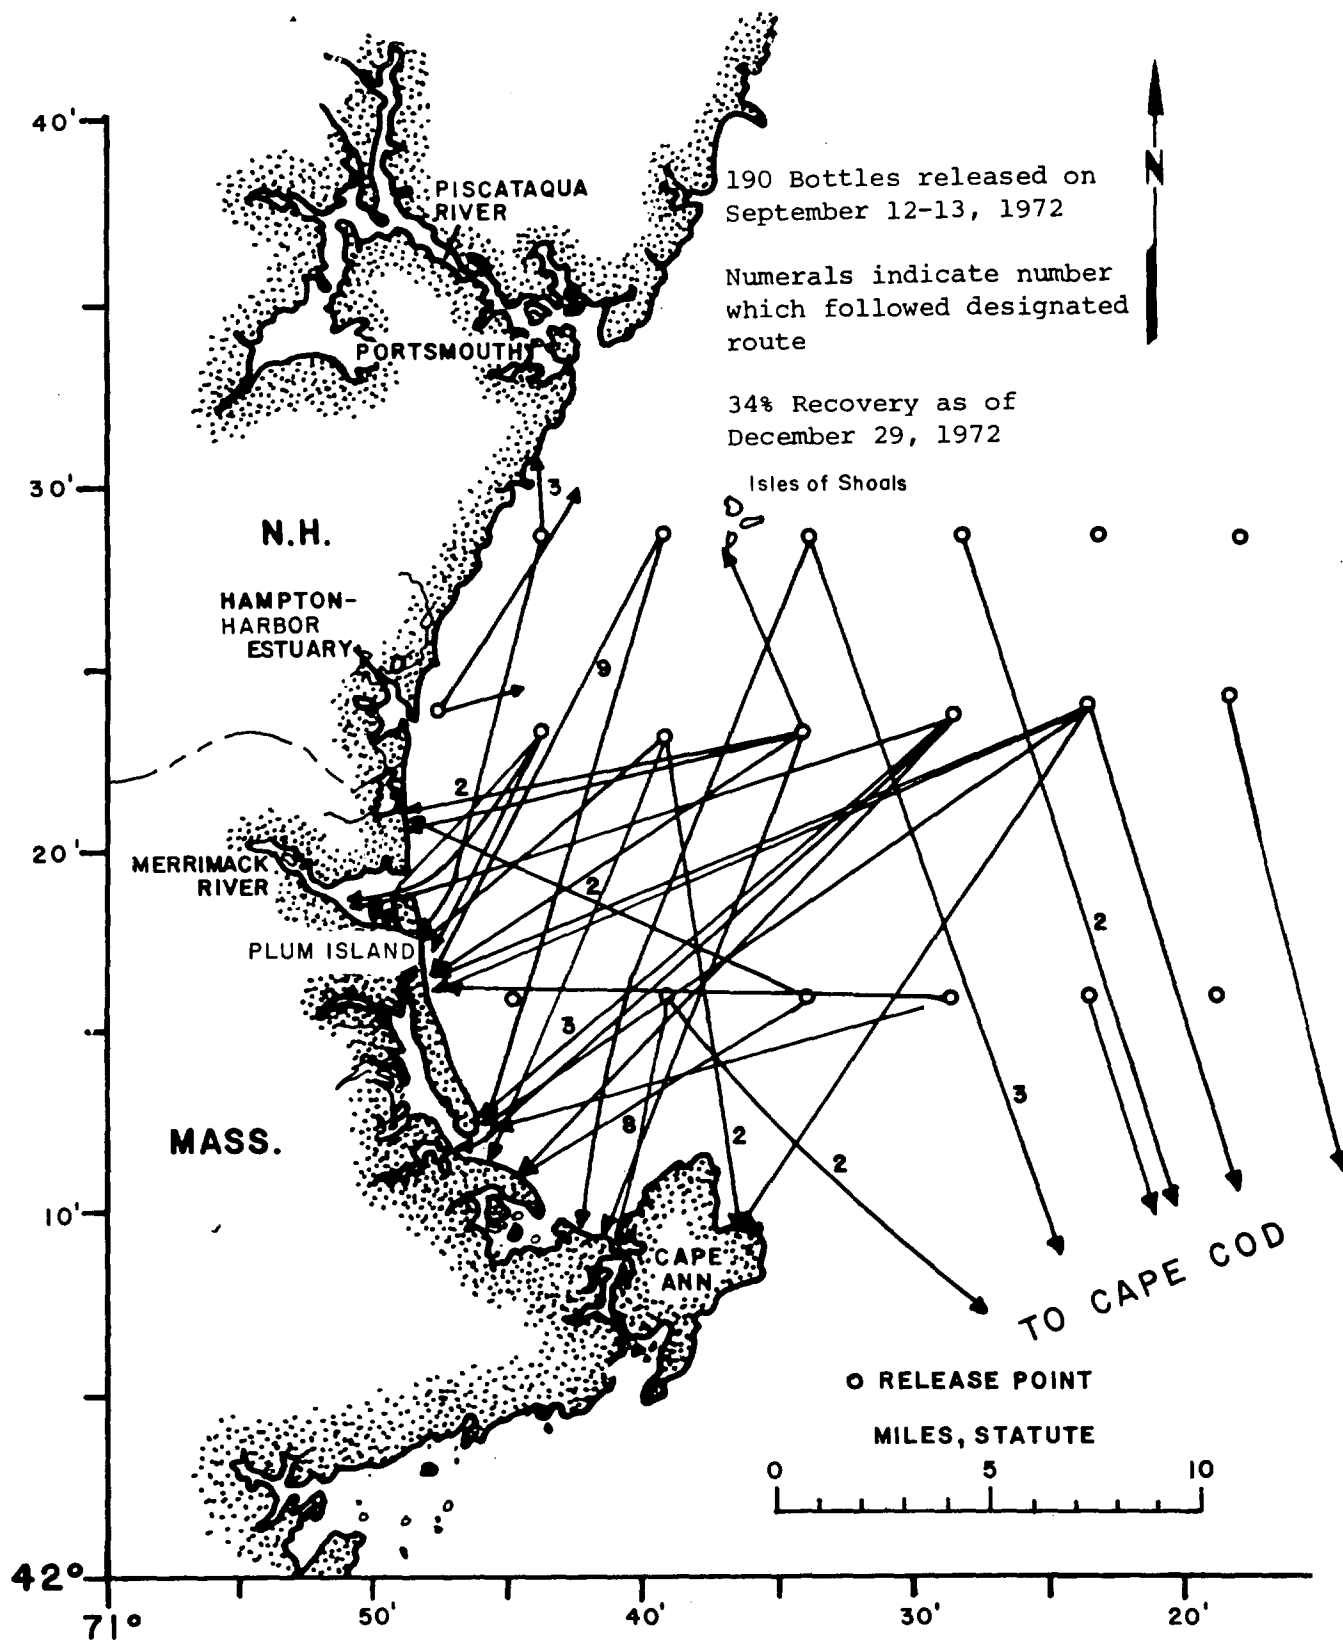 40'
PISCATAQUA
RIVER
N
190 Bottles released on
September 12-13, 1972
Numerals indicate number
which followed designated
route
PORTSMOUTH
34% Recovery as of
December 29, 1972
30'
3
Isles of Shoals
N.H.
HAMPTON-
HARBOR
ESTUARY
9
2
20'
MERRIMACK
RIVER
2
2
PLUM ISLAND
3
3
MASS.
8
2
2
10'
CAPE
ANN
TO CAPE COD
RELEASE POINT
MILES, STATUTE
0 5 10
42°
71° 50' 40' 30' 20'